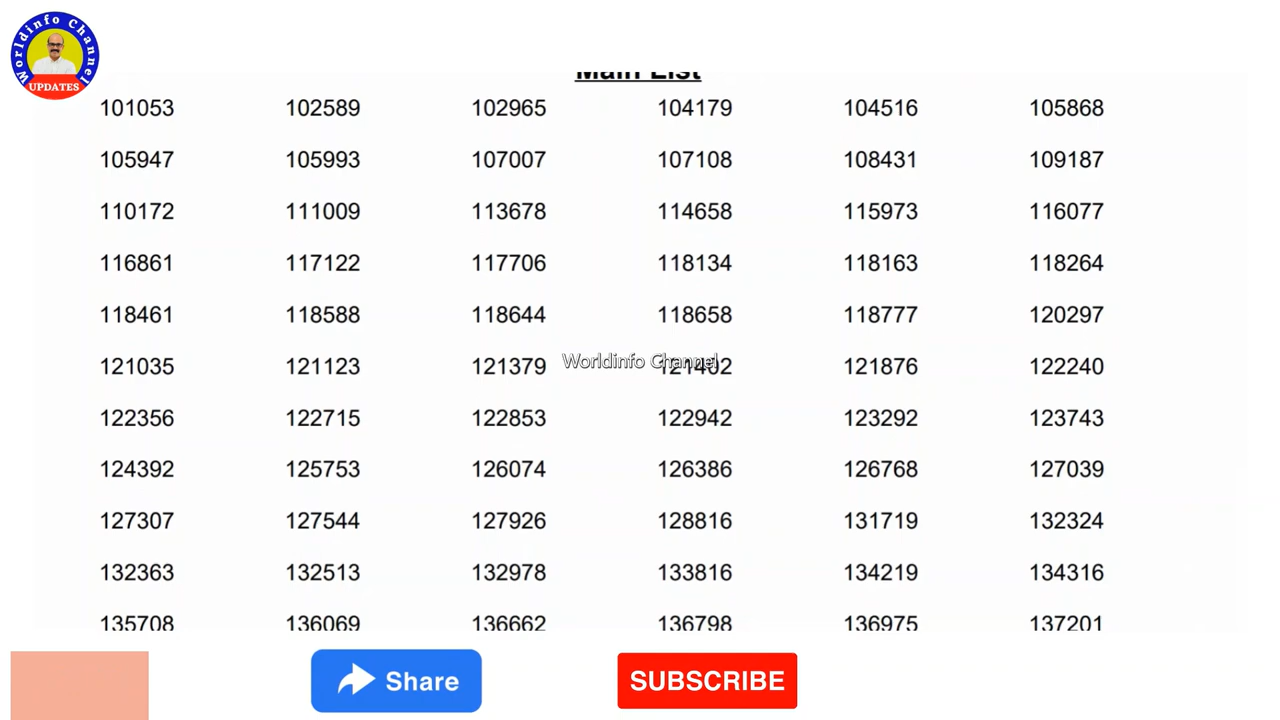 Worldinfo Channel
UPDATES
Main List
101053 102589 102965 104179 104516 105868
105947 105993 107007 107108 108431 109187
110172 111009 113678 114658 115973 116077
116861 117122 117706 118134 118163 118264
118461 118588 118644 118658 118777 120297
121035 121123 121379 121402 121876 122240
Worldinfo Channel
122356 122715 122853 122942 123292 123743
124392 125753 126074 126386 126768 127039
127307 127544 127926 128816 131719 132324
132363 132513 132978 133816 134219 134316
135708 136069 136662 136798 136975 137201
Share
SUBSCRIBE